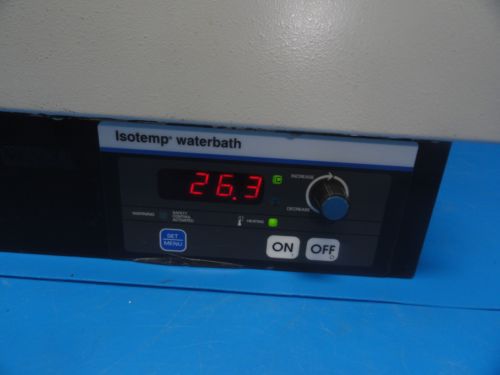 Isotemp® waterbath
26.3
C
INCREASE
DECREASE
WARNING
SAFETY
CONTROL
ACTIVATED
HEATING
SET
MENU
ON
I
OFF
O